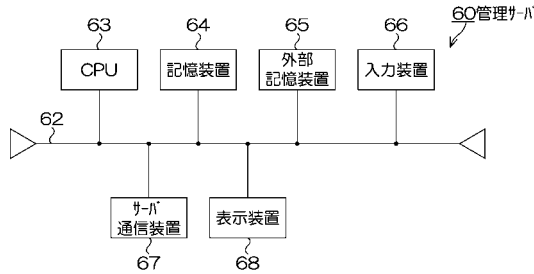 60管理サーバ
63
64
65
66
CPU
記憶装置
外部
記憶装置
入力装置
62
サーバ
通信装置
表示装置
67
68